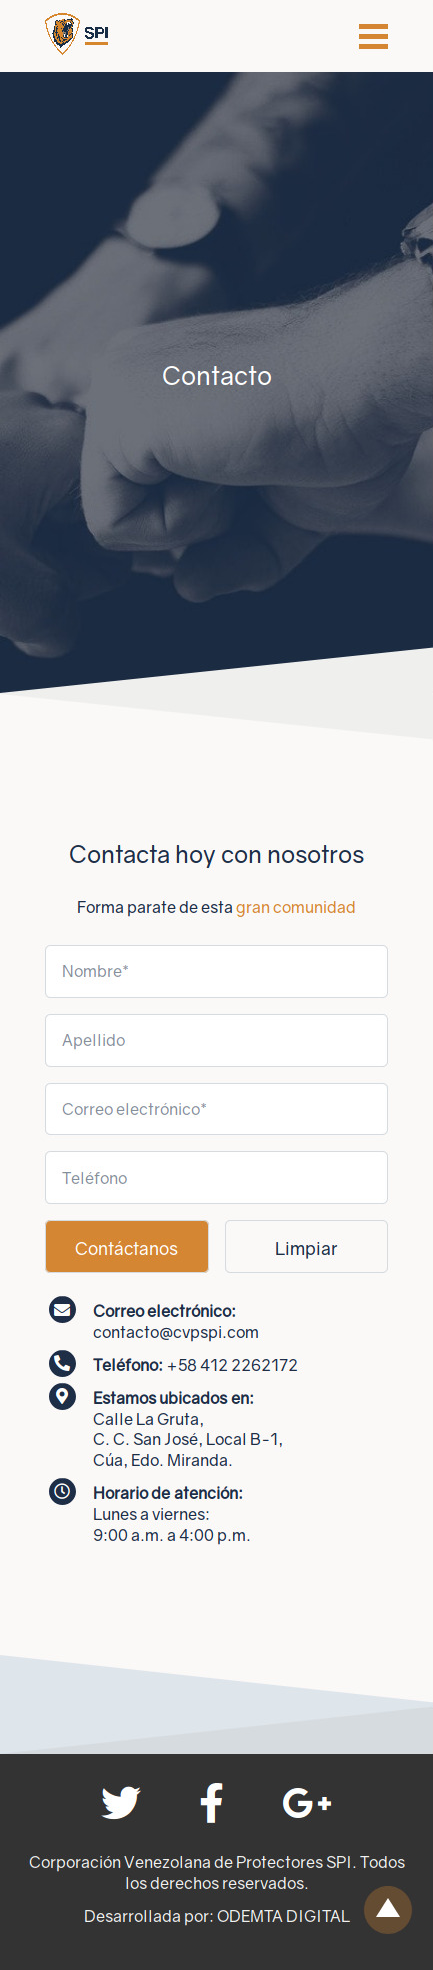 SPI
Contacto
Contacta hoy con nosotros
Forma parate de esta gran comunidad
Nombre*
Apellido
Correo electrónico*
Teléfono
Contáctanos
Limpiar
Correo electrónico:
contacto@cvpspi.com
Teléfono: +58 412 2262172
Estamos ubicados en:
Calle La Gruta,
C. C. San José, Local B-1,
Cúa, Edo. Miranda.
Horario de atención:
Lunes a viernes:
9:00 a.m. a 4:00 p.m.
G+
Corporación Venezolana de Protectores SPI. Todos
los derechos reservados.
Desarrollada por: ODEMTA DIGITAL